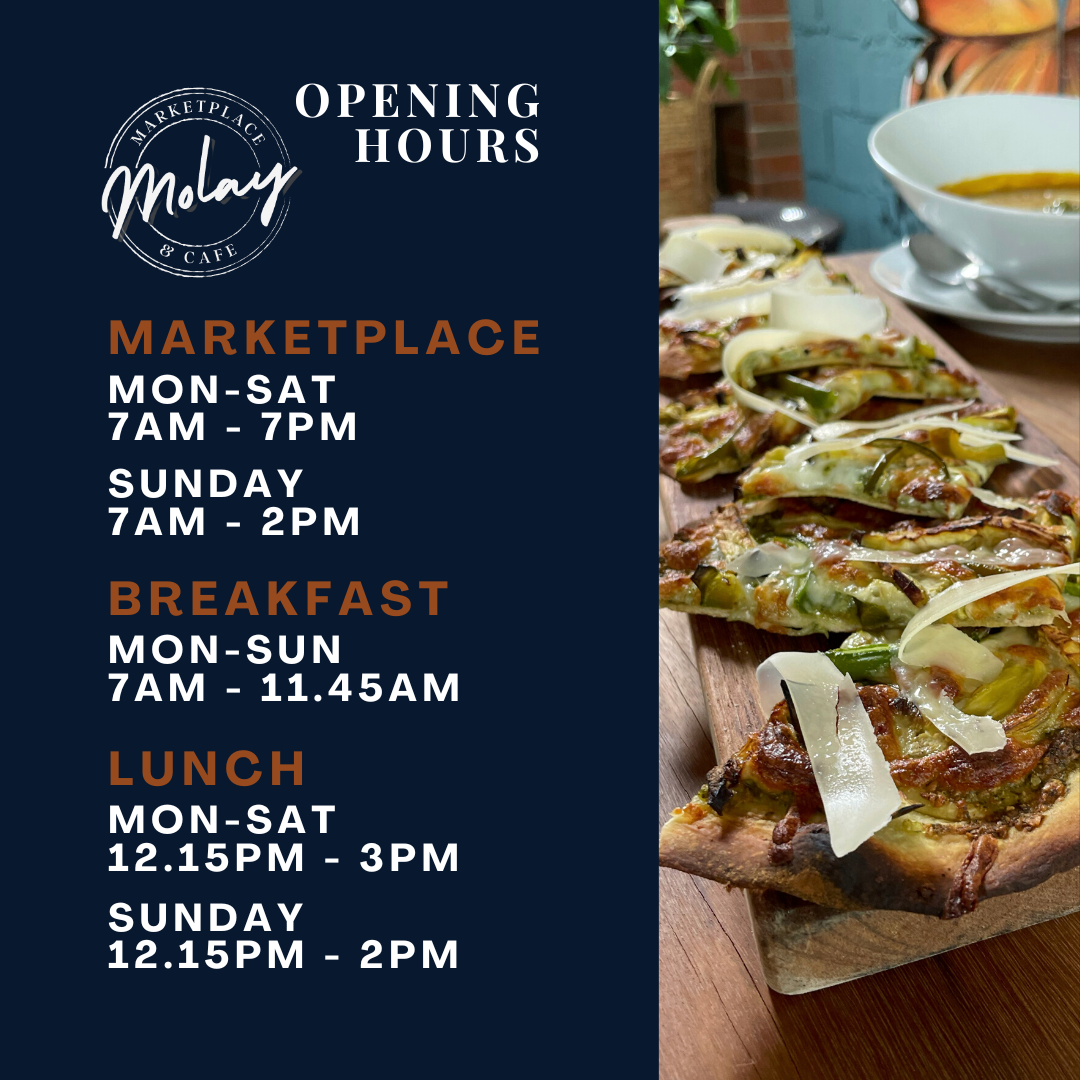 MARKETPLACE
Molay
& CAFE
OPENING
HOURS
MARKETPLACE
MON-SAT
7AM - 7PM
SUNDAY
7AM - 2PM
BREAKFAST
MON-SUN
7AM - 11.45AM
LUNCH
MON-SAT
12.15PM - 3PM
SUNDAY
12.15PM - 2PM